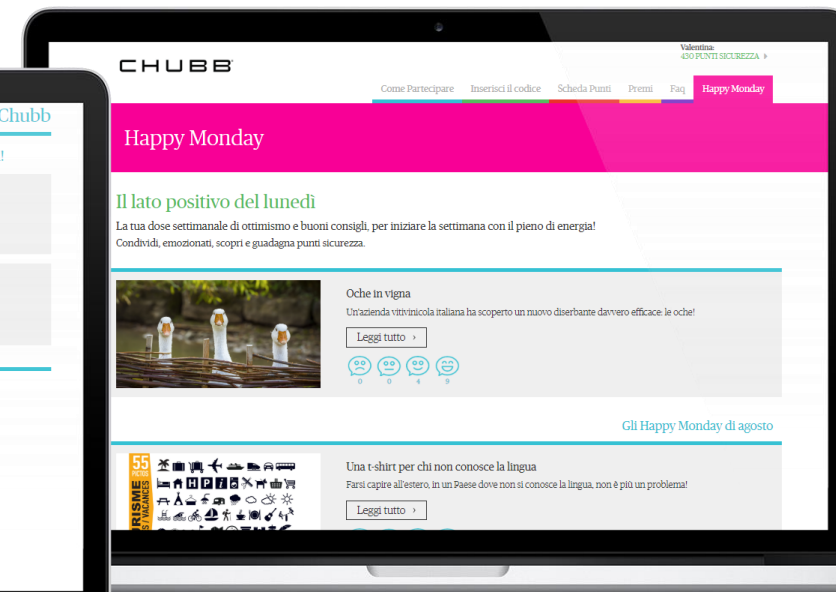 Chubb
!
CHUBB
Valentina:
430 PUNTI SICUREZZA
Come Partecipare Inserisci il codice Scheda Punti Premi Faq Happy Monday
Happy Monday
Il lato positivo del lunedì
La tua dose settimanale di ottimismo e buoni consigli, per iniziare la settimana con il pieno di energia!
Condividi, emozionati, scopri e guadagna punti sicurezza.
Oche in vigna
Un'azienda vitivinicola italiana ha scoperto un nuovo diserbante davvero efficace: le oche!
Leggi tutto ›
0 0 4 9
Gli Happy Monday di agosto
55
PICTOS
URISME
S / VACANCES
H P i
Una t-shirt per chi non conosce la lingua
Farsi capire all'estero, in un Paese dove non si conosce la lingua, non è più un problema!
Leggi tutto ›